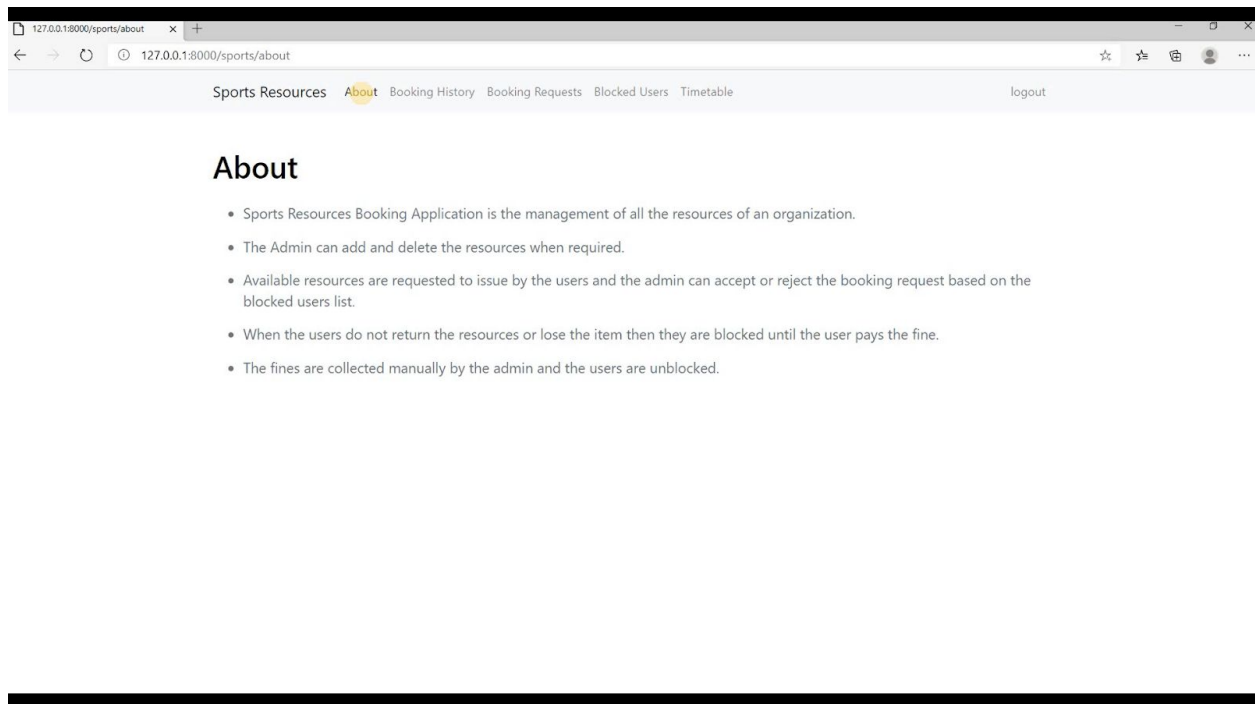 127.0.0.1:8000/sports/about
127.0.0.1:8000/sports/about
Sports Resources About Booking History Booking Requests Blocked Users Timetable logout
About
• Sports Resources Booking Application is the management of all the resources of an organization.
• The Admin can add and delete the resources when required.
• Available resources are requested to issue by the users and the admin can accept or reject the booking request based on the
blocked users list.
• When the users do not return the resources or lose the item then they are blocked until the user pays the fine.
• The fines are collected manually by the admin and the users are unblocked.